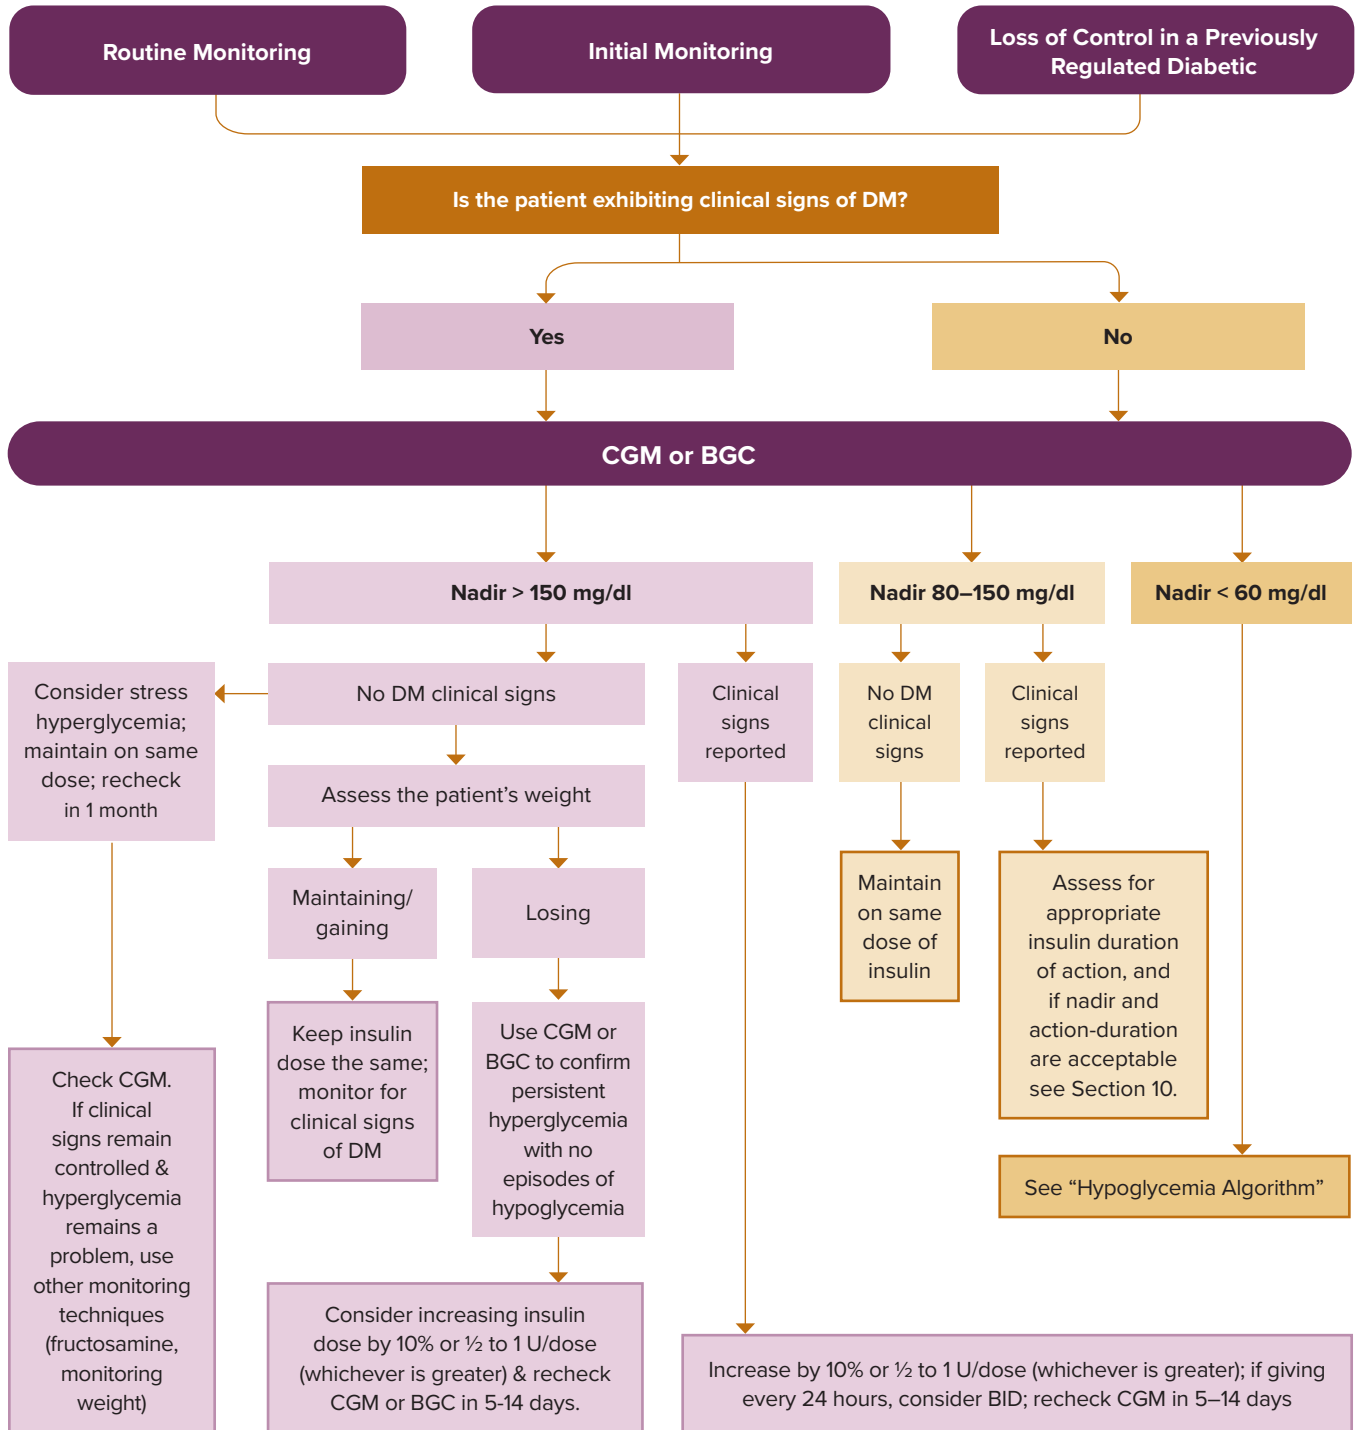 Routine Monitoring
Initial Monitoring
Loss of Control in a Previously
Regulated Diabetic
Is the patient exhibiting clinical signs of DM?
Yes
No
CGM or BGC
Nadir > 150 mg/dl
Nadir 80–150 mg/dl
Nadir < 60 mg/dl
Consider stress
hyperglycemia;
maintain on same
dose; recheck
in 1 month
No DM clinical signs
Clinical
signs
reported
No DM
clinical
signs
Clinical
signs
reported
Assess the patient’s weight
Maintaining/
gaining
Losing
Maintain
on same
dose of
insulin
Assess for
appropriate
insulin duration
of action, and
if nadir and
action-duration
are acceptable
see Section 10.
Keep insulin
dose the same;
monitor for
clinical signs
of DM
Use CGM or
BGC to confirm
persistent
hyperglycemia
with no
episodes of
hypoglycemia
Check CGM.
If clinical
signs remain
controlled &
hyperglycemia
remains a
problem, use
other monitoring
techniques
(fructosamine,
monitoring
weight)
See “Hypoglycemia Algorithm”
Consider increasing insulin
dose by 10% or ½ to 1 U/dose
(whichever is greater) & recheck
CGM or BGC in 5-14 days.
Increase by 10% or ½ to 1 U/dose (whichever is greater); if giving
every 24 hours, consider BID; recheck CGM in 5–14 days